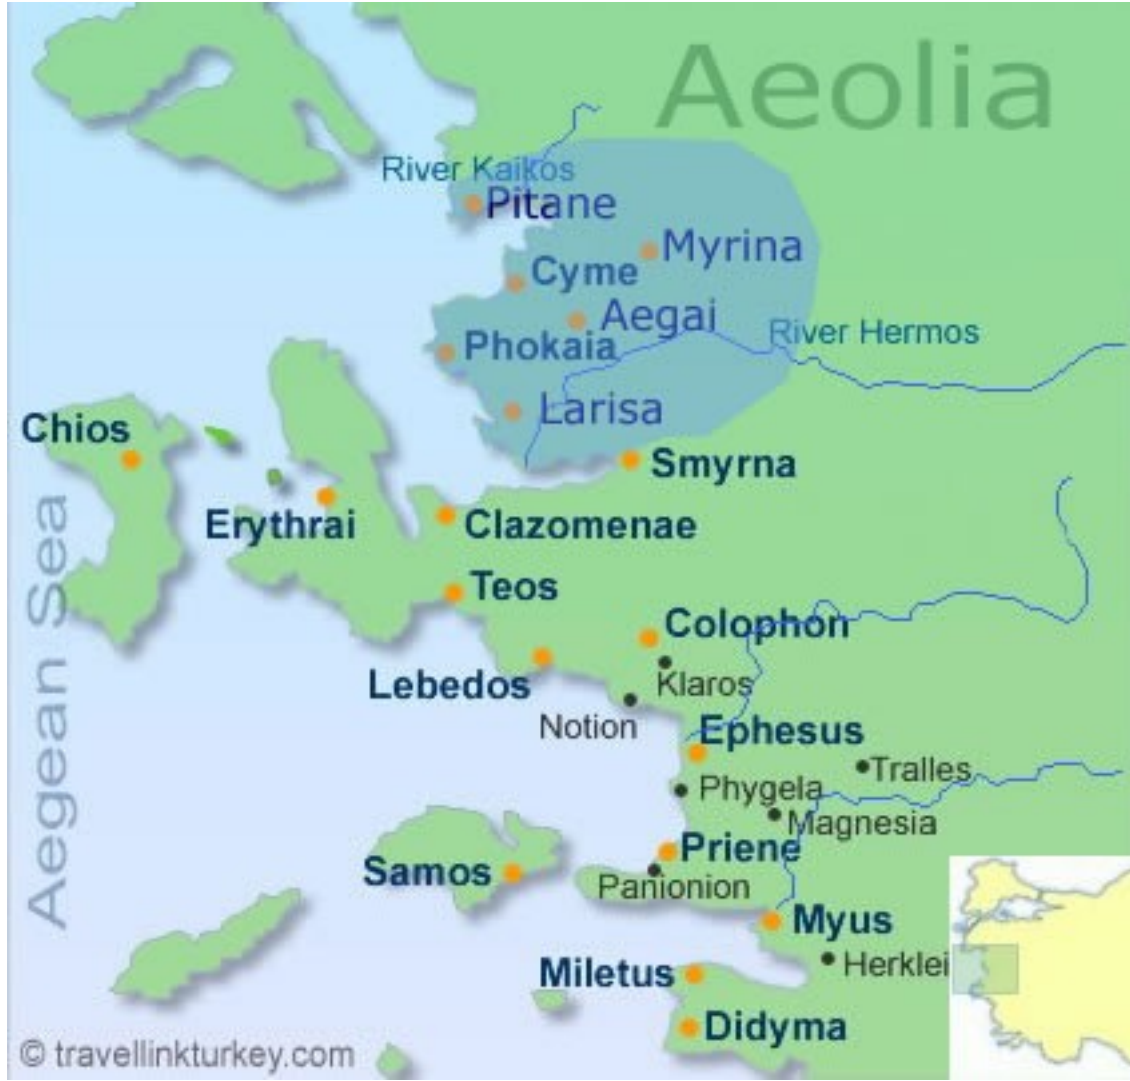 Aeolia
River Kaikos
Pitane
Myrina
Cyme
Aegai
River Hermos
Phokaia
Larisa
Chios
Smyrna
Erythrai
Clazomenae
Aegean Sea
Teos
Colophon
Klaros
Lebedos
Notion
Ephesus
Tralles
Phygela
Magnesia
Priene
Samos
Panionion
Myus
Herklei
Miletus
Didyma
© travellinkturkey.com